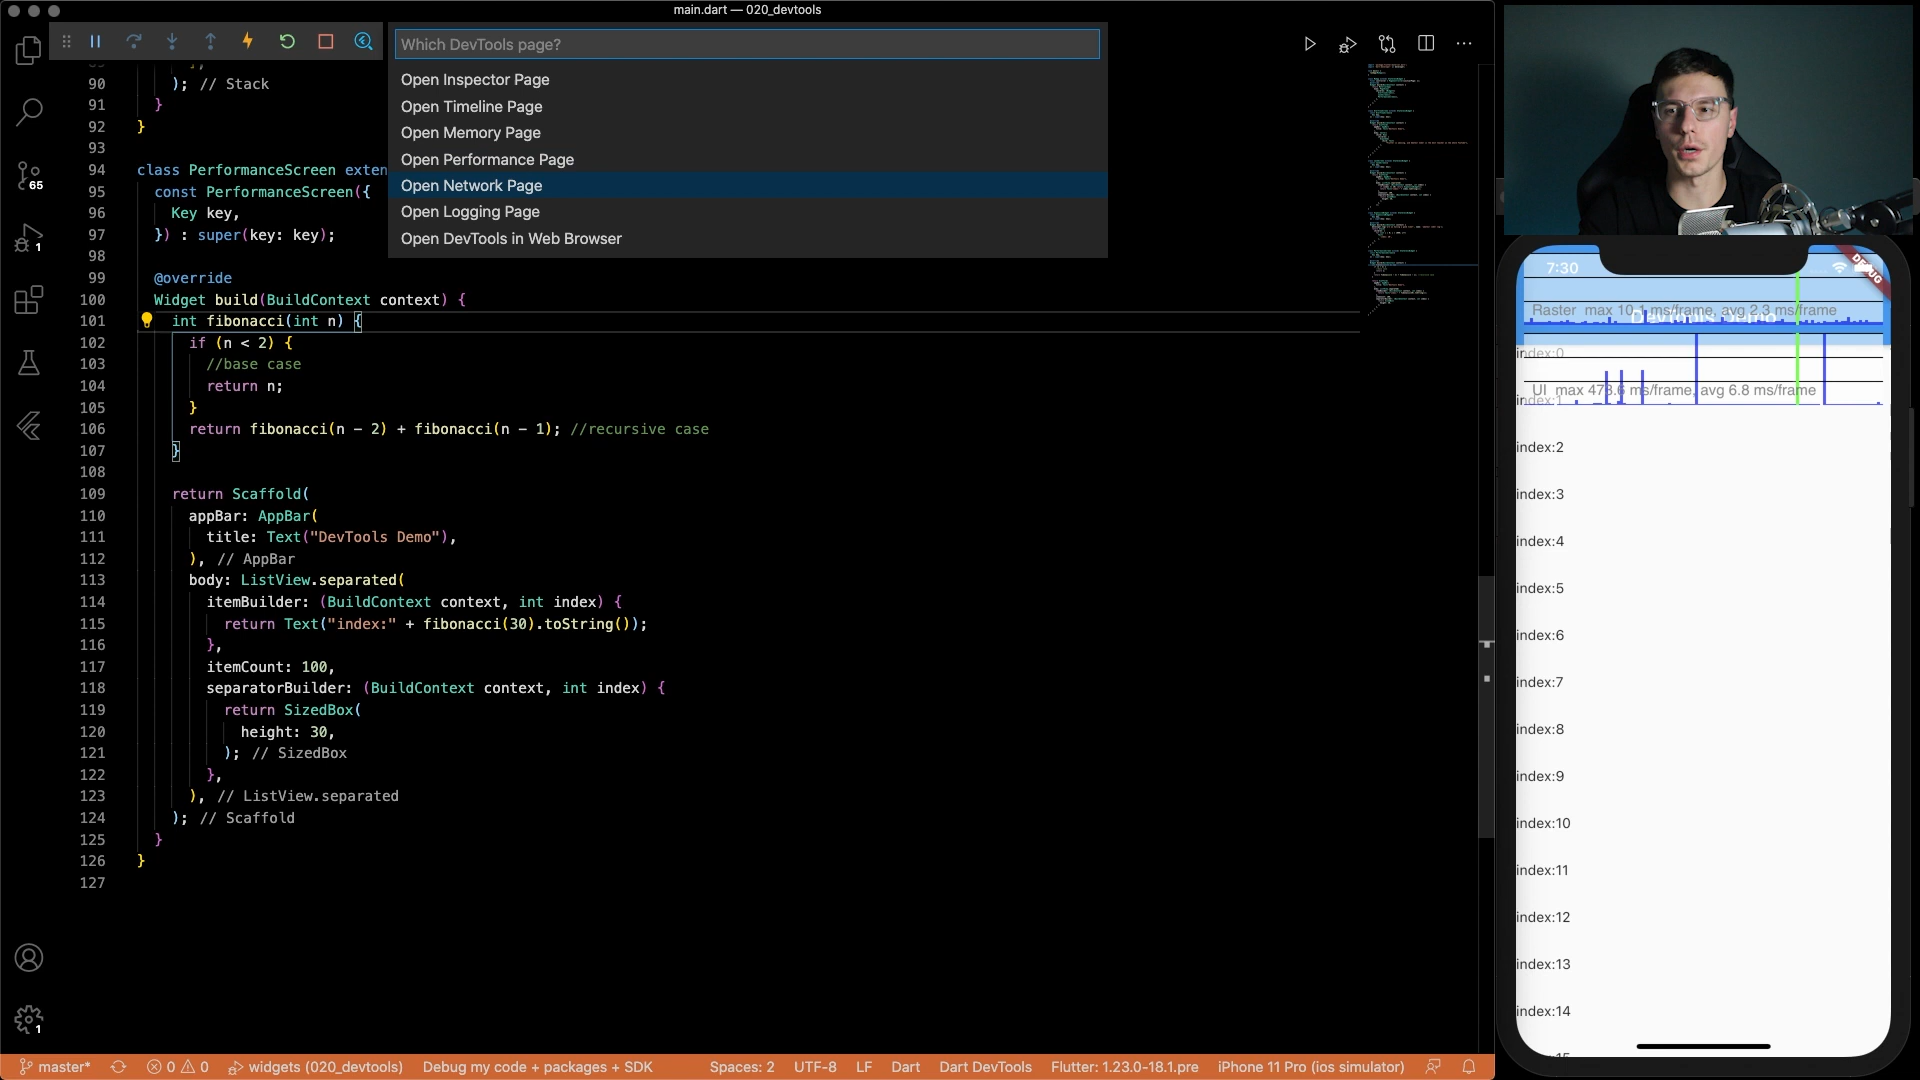 main.dart — 020_devtools
Which DevTools page?
Open Inspector Page
Open Timeline Page
Open Memory Page
Open Performance Page
Open Network Page
Open Logging Page
Open DevTools in Web Browser
90 ); // Stack
91 }
92 }
93
94 class PerformanceScreen exten
95 const PerformanceScreen({
96 Key key,
97 }) : super(key: key);
98
99 @override
100 Widget build(BuildContext context) {
101 int fibonacci(int n) {
102 if (n < 2) {
103 //base case
104 return n;
105 }
106 return fibonacci(n - 2) + fibonacci(n - 1); //recursive case
107 }
108
109 return Scaffold(
110 appBar: AppBar(
111 title: Text("DevTools Demo"),
112 ), // AppBar
113 body: ListView.separated(
114 itemBuilder: (BuildContext context, int index) {
115 return Text("index:" + fibonacci(30).toString());
116 },
117 itemCount: 100,
118 separatorBuilder: (BuildContext context, int index) {
119 return SizedBox(
120 height: 30,
121 ); // SizedBox
122 },
123 ), // ListView.separated
124 ); // Scaffold
125 }
126 }
127
65
1
1
master* 0 0 widgets (020_devtools) Debug my code + packages + SDK Spaces: 2 UTF-8 LF Dart Dart DevTools Flutter: 1.23.0-18.1.pre iPhone 11 Pro (ios simulator)
7:30
DEBUG
Raster max 10.1 ms/frame, avg 2.3 ms/frame
DevTools Demo
index:0
UI max 473.6 ms/frame, avg 6.8 ms/frame
index:1
index:2
index:3
index:4
index:5
index:6
index:7
index:8
index:9
index:10
index:11
index:12
index:13
index:14